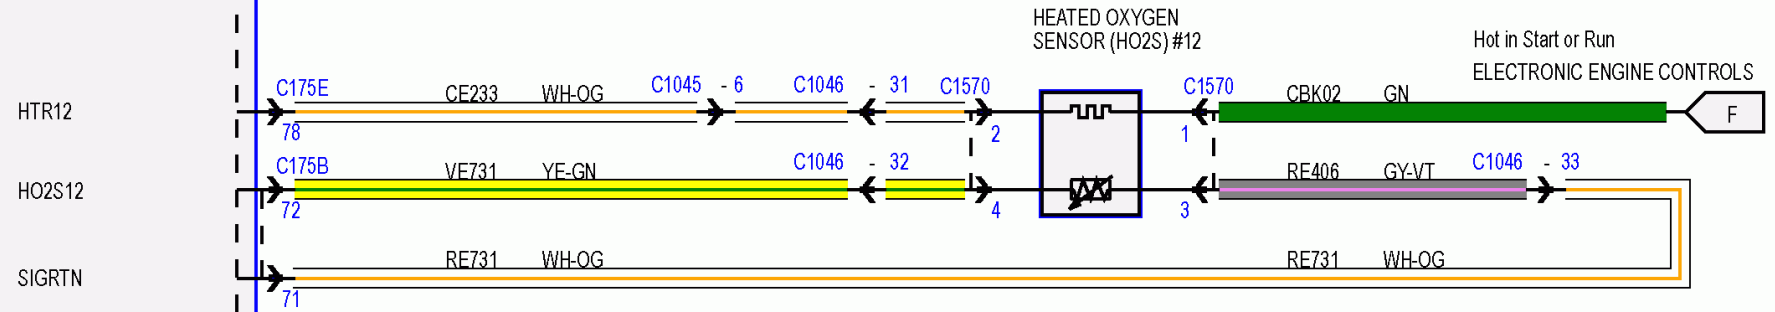 HEATED OXYGEN
SENSOR (HO2S) #12
Hot in Start or Run
ELECTRONIC ENGINE CONTROLS
HTR12
C175E
78
CE233 WH-OG
C1045 - 6
C1046 - 31
C1570
2
C1570
1
CBK02 GN
F
HO2S12
C175B
72
VE731 YE-GN
C1046 - 32
4
3
RE406 GY-VT
C1046 - 33
SIGRTN
71
RE731 WH-OG
RE731 WH-OG